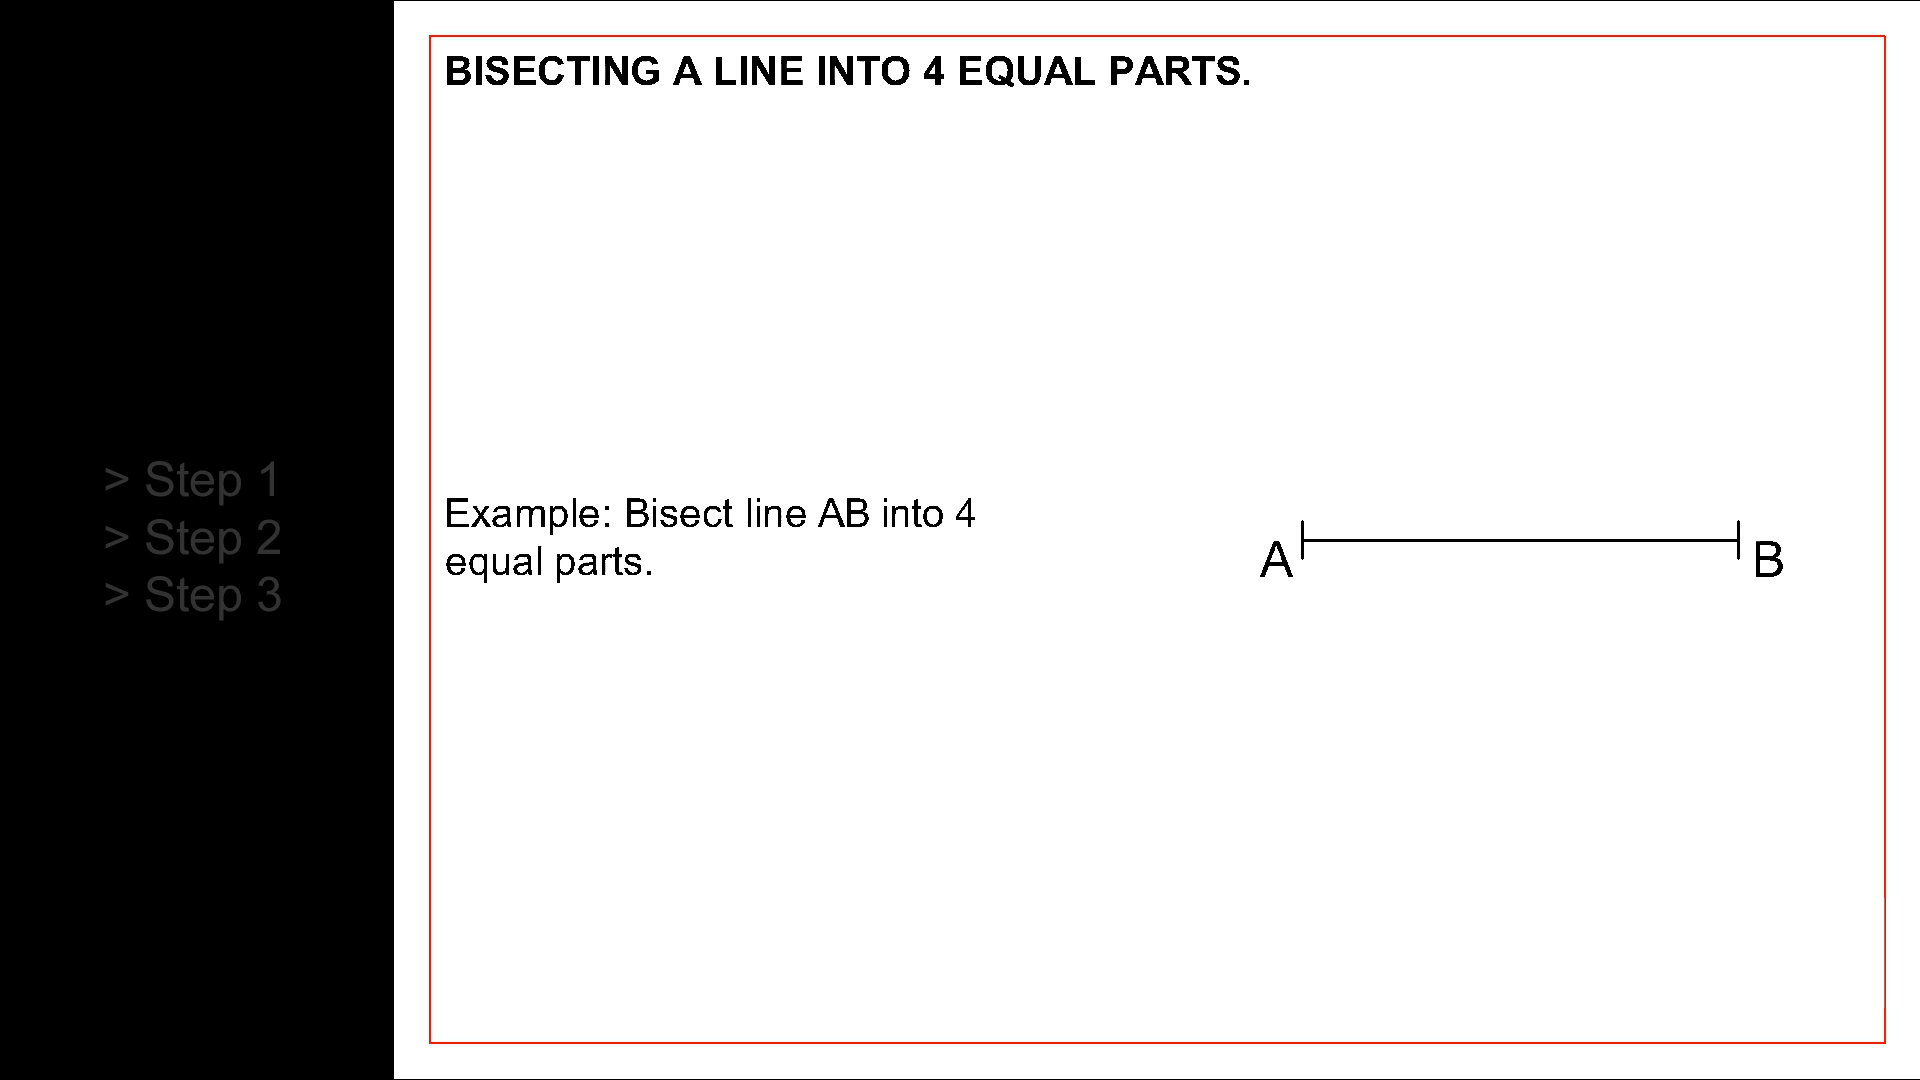 BISECTING A LINE INTO 4 EQUAL PARTS.
> Step 1
> Step 2
> Step 3
Example: Bisect line AB into 4
equal parts.
A
B